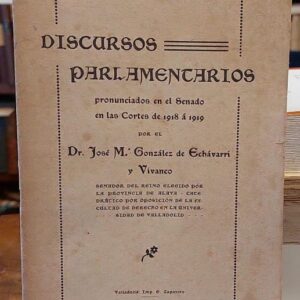 DISCURSOS
PARLAMENTARIOS
pronunciados en el Senado
en las Cortes de 1918 á 1919
POR EL
Dr. José M.ª González de Echávarri
y Vivanco
SENADOR DEL REINO ELEGIDO POR
LA PROVINCIA DE ALAVA - CATE
DRÁTICO POR OPOSICIÓN DE LA FA
CULTAD DE DERECHO EN LA UNIVER
SIDAD DE VALLADOLID
Valladolid: Imp. E. Zapatero